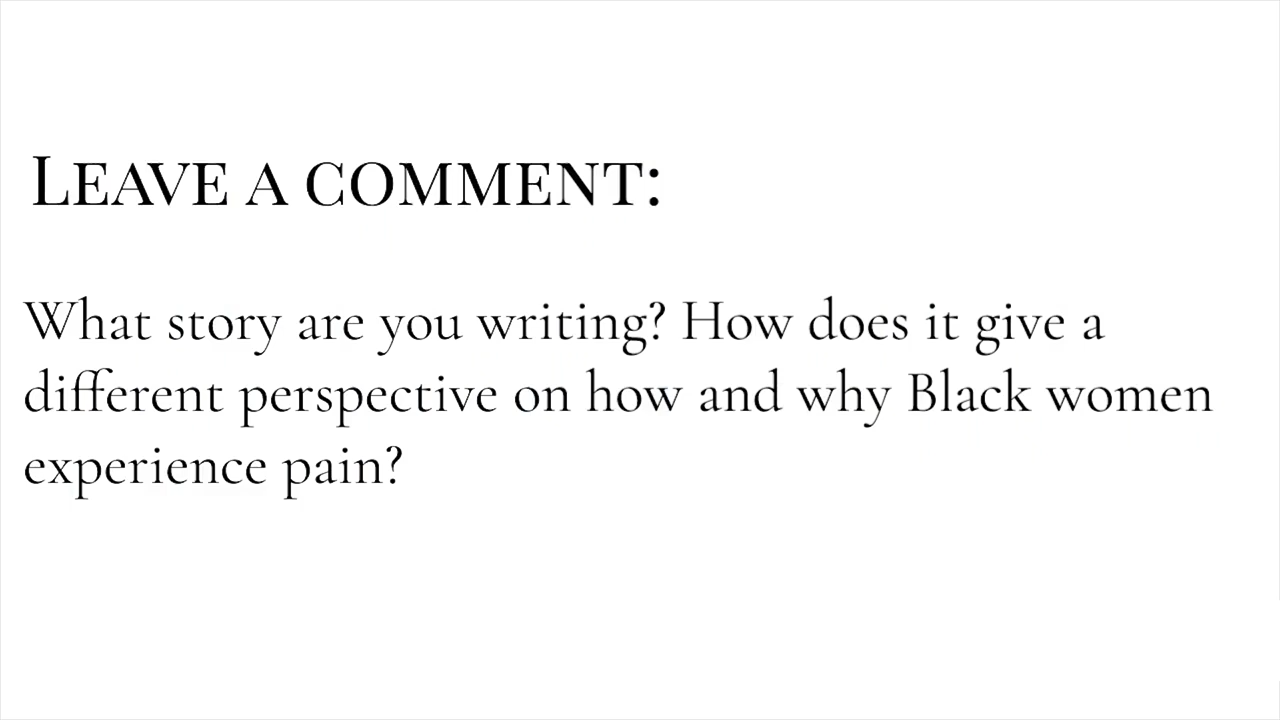 LEAVE A COMMENT:
What story are you writing? How does it give a
different perspective on how and why Black women
experience pain?